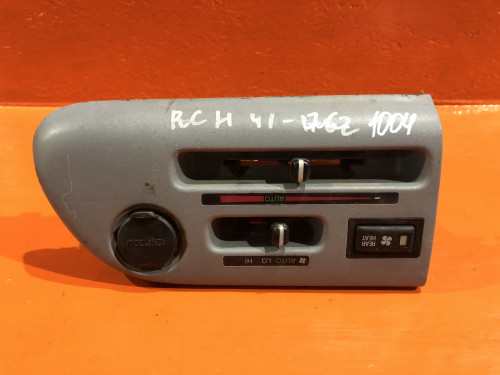 RCH 41-1762 1004
AUTO
REAR
HEAT
AUTO LO HI